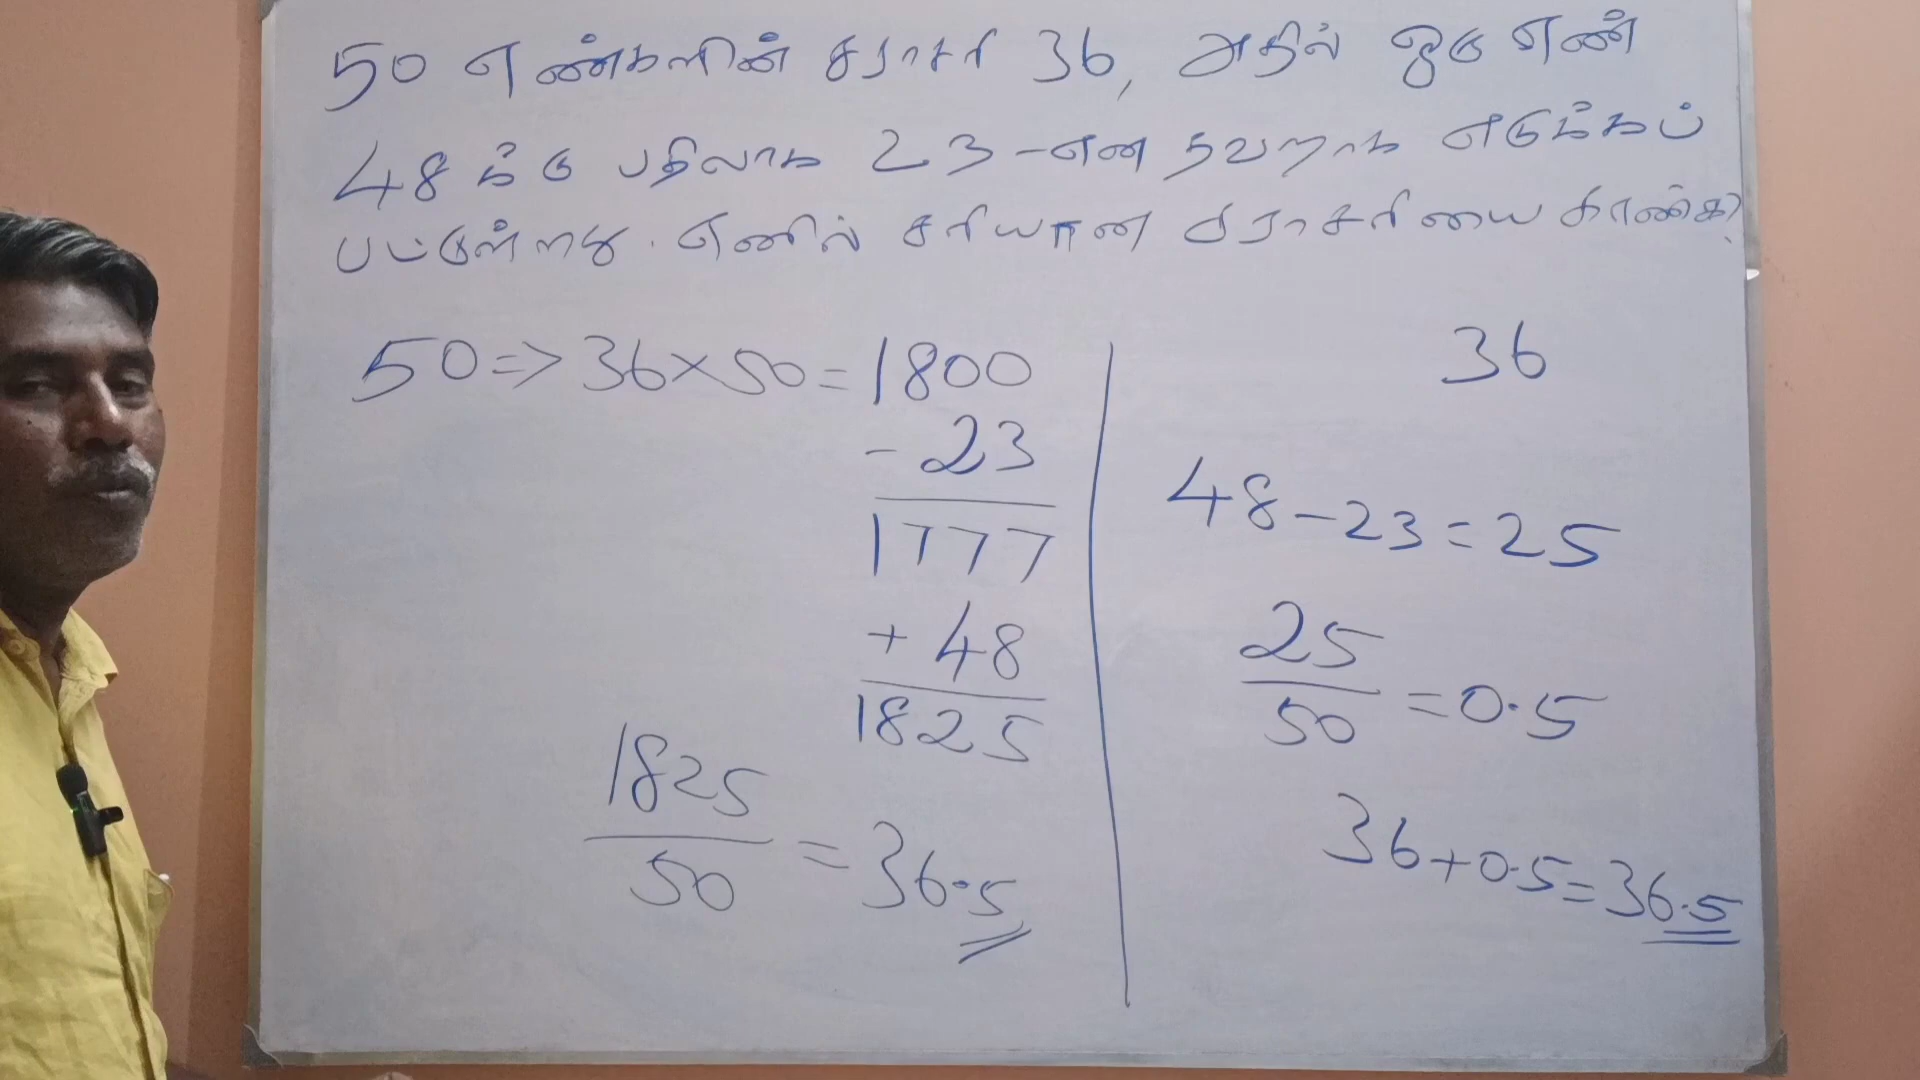 50 எண்களின் சராசரி 36, அதில் ஒரு எண்
48 க்கு பதிலாக 23 - என தவறாக எடுக்கப்
பட்டுள்ளது. எனில் சரியான சராசரியை காண்க?
50 => 36 × 50 = 1800
- 23
1777
+ 48
1825
1825
50
= 36.5
36
48 - 23 = 25
25
50
= 0.5
36 + 0.5 = 36.5